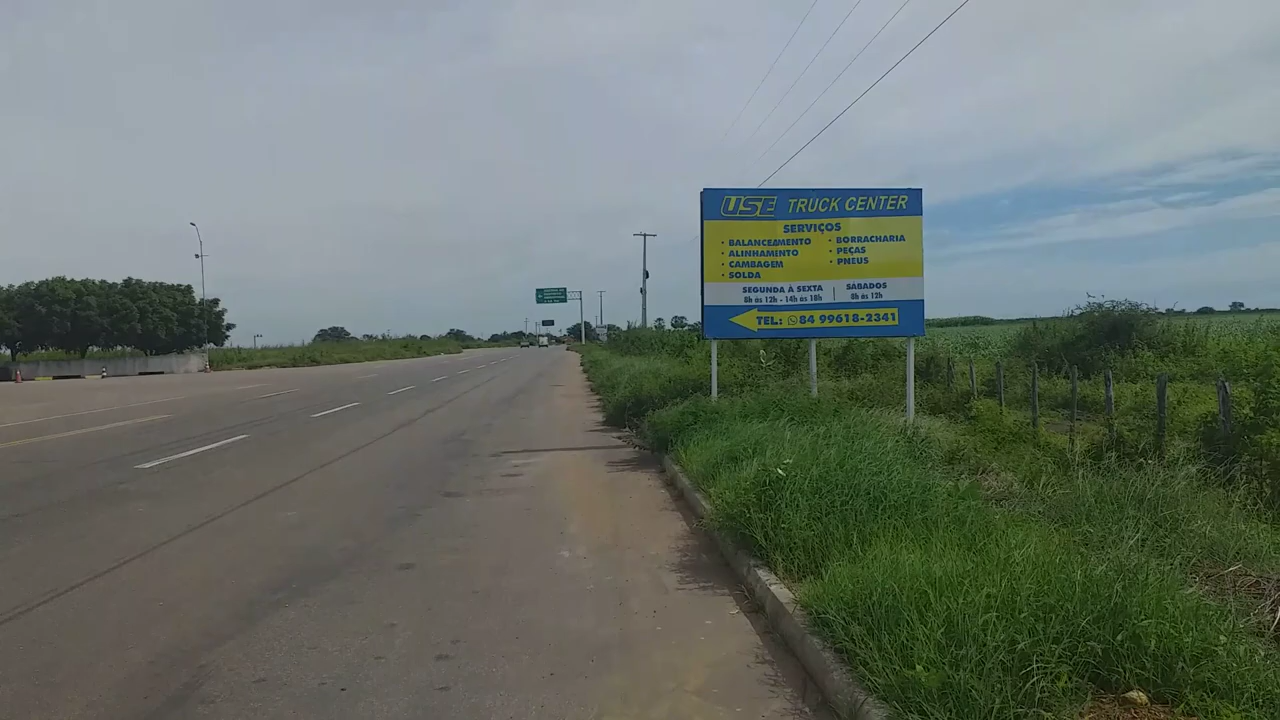 USE TRUCK CENTER
SERVIÇOS
• BALANCEAMENTO
• ALINHAMENTO
• CAMBAGEM
• SOLDA
• BORRACHARIA
• PEÇAS
• PNEUS
SEGUNDA À SEXTA
8h às 12h - 14h às 18h
SÁBADOS
8h às 12h
TEL: 84 99618-2341